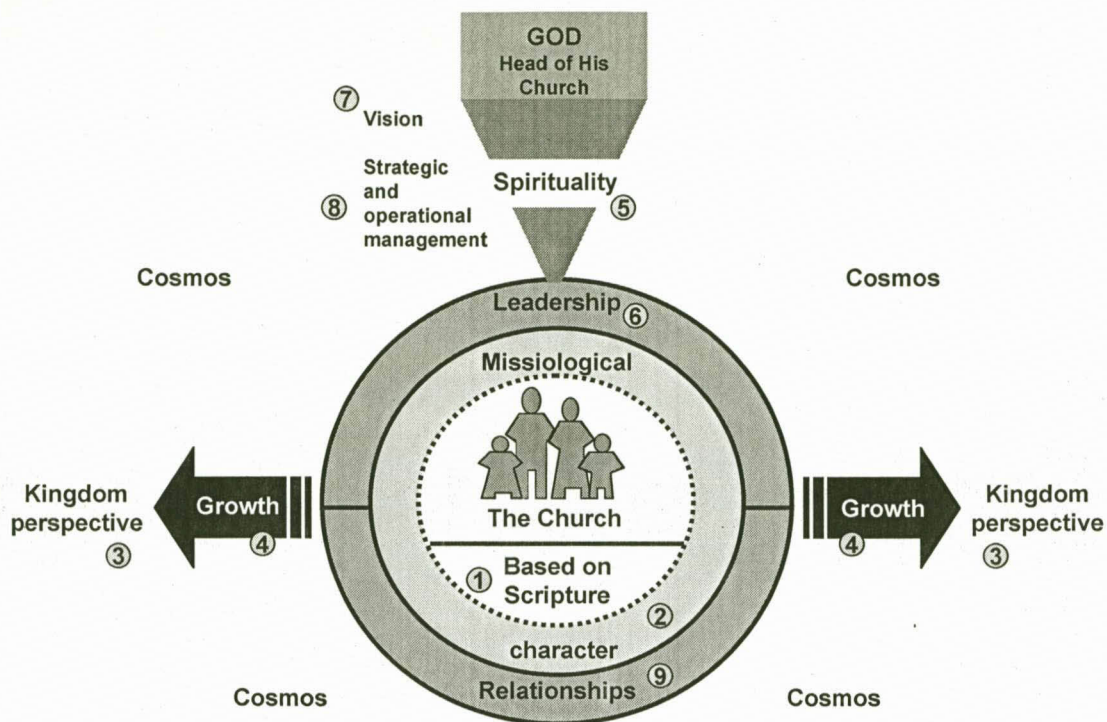 GOD
Head of His
Church
⑦
Vision
Strategic
and
⑧ operational
management
Spirituality
⑤
Cosmos
Cosmos
Leadership ⑥
Missiological
Kingdom
perspective
③
Growth
④
The Church
① Based on
Scripture
②
character
Relationships ⑨
Growth
④
Kingdom
perspective
③
Cosmos
Cosmos